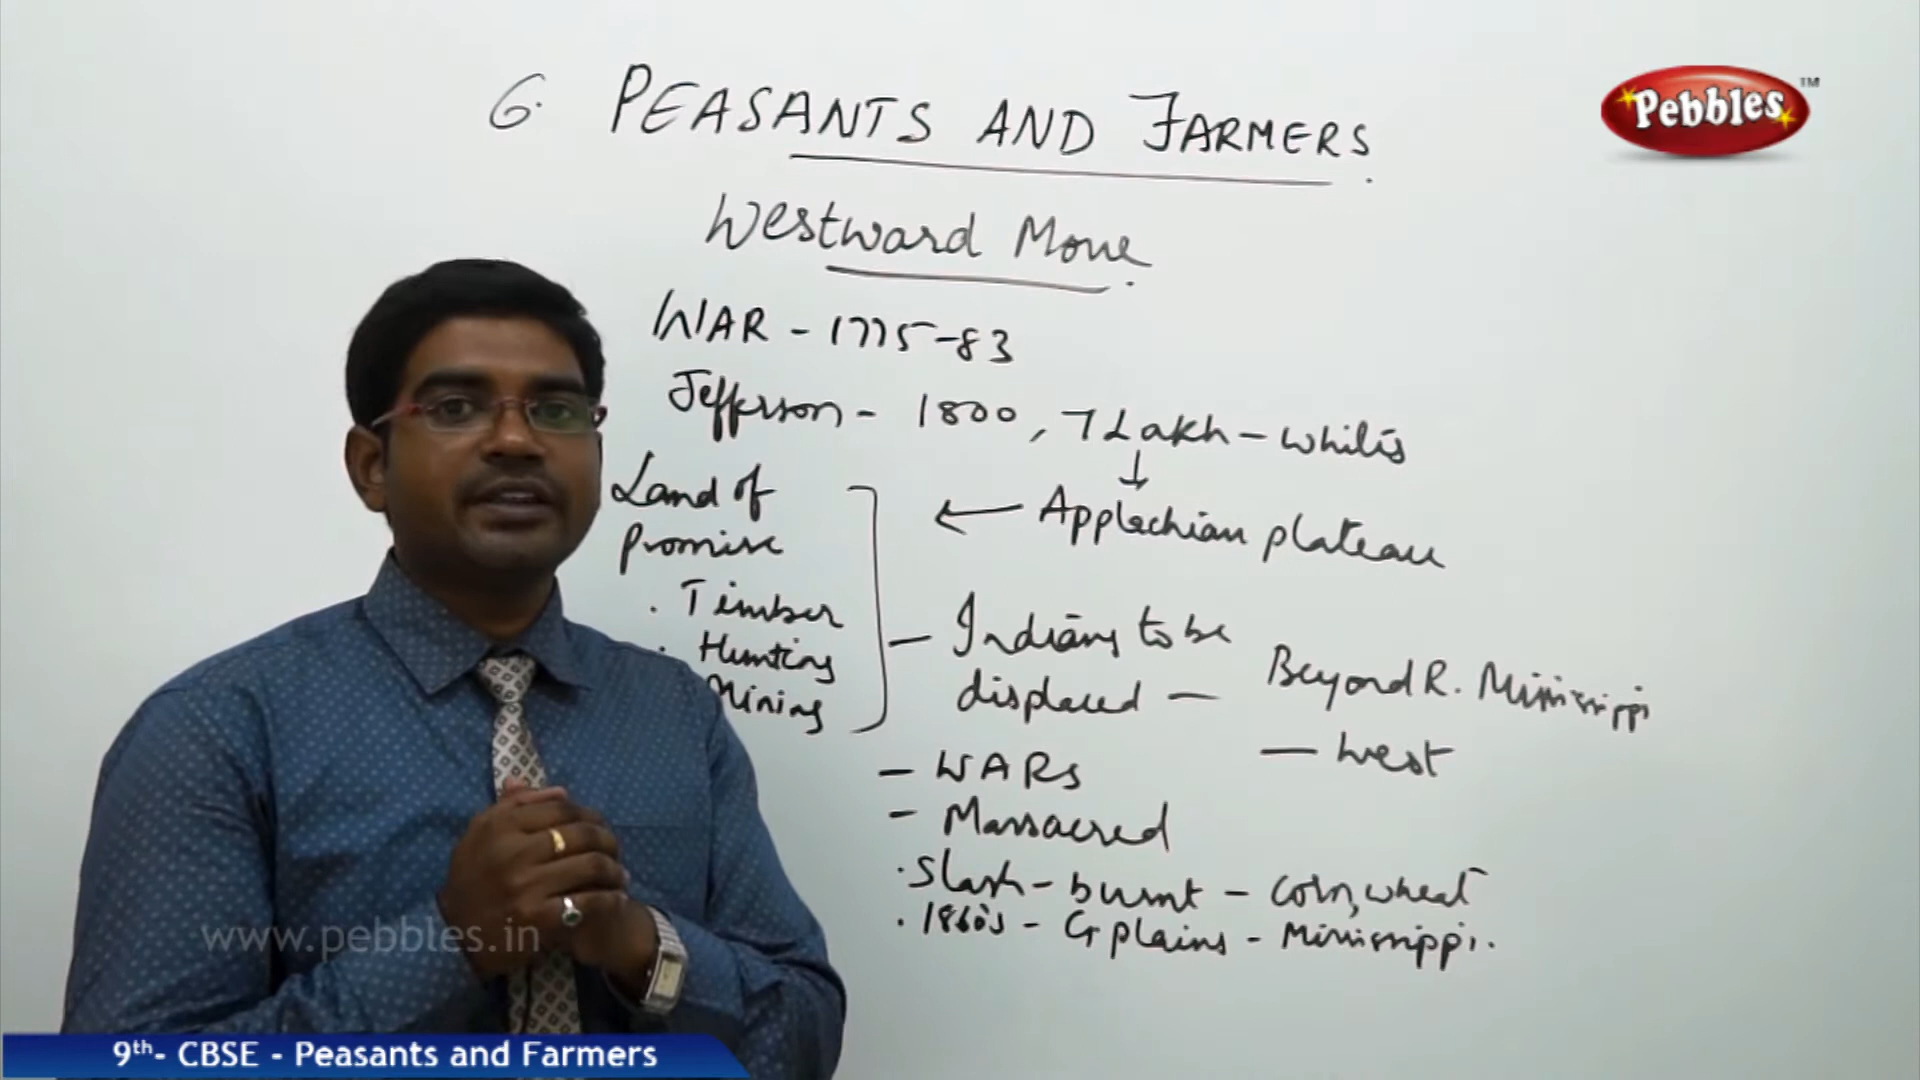 6. PEASANTS AND FARMERS.
Pebbles™
Westward Move.
WAR - 1775-83
Jefferson - 1800, 7 Lakh - whites
↓
← Applachian plateau
Land of
Promise
. Timber
. Hunting
Mining
- Indians to be
displaced - Beyond R. Mississippi
- West
- WARs
- Massacred
. Slash - burnt - Corn, wheat
. 1860's - G plains - Mississippi.
www.pebbles.in
9th- CBSE - Peasants and Farmers